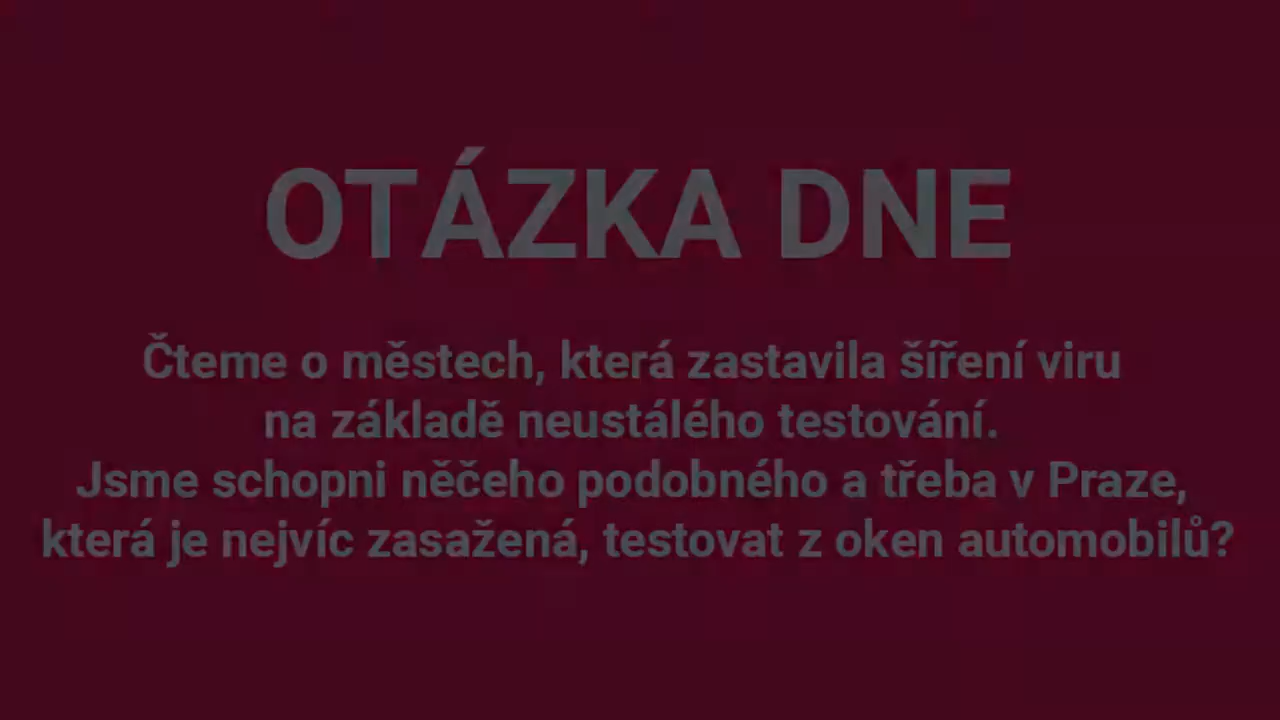 OTÁZKA DNE
Čteme o městech, která zastavila šíření viru
na základě neustálého testování.
Jsme schopni něčeho podobného a třeba v Praze,
která je nejvíc zasažená, testovat z oken automobilů?